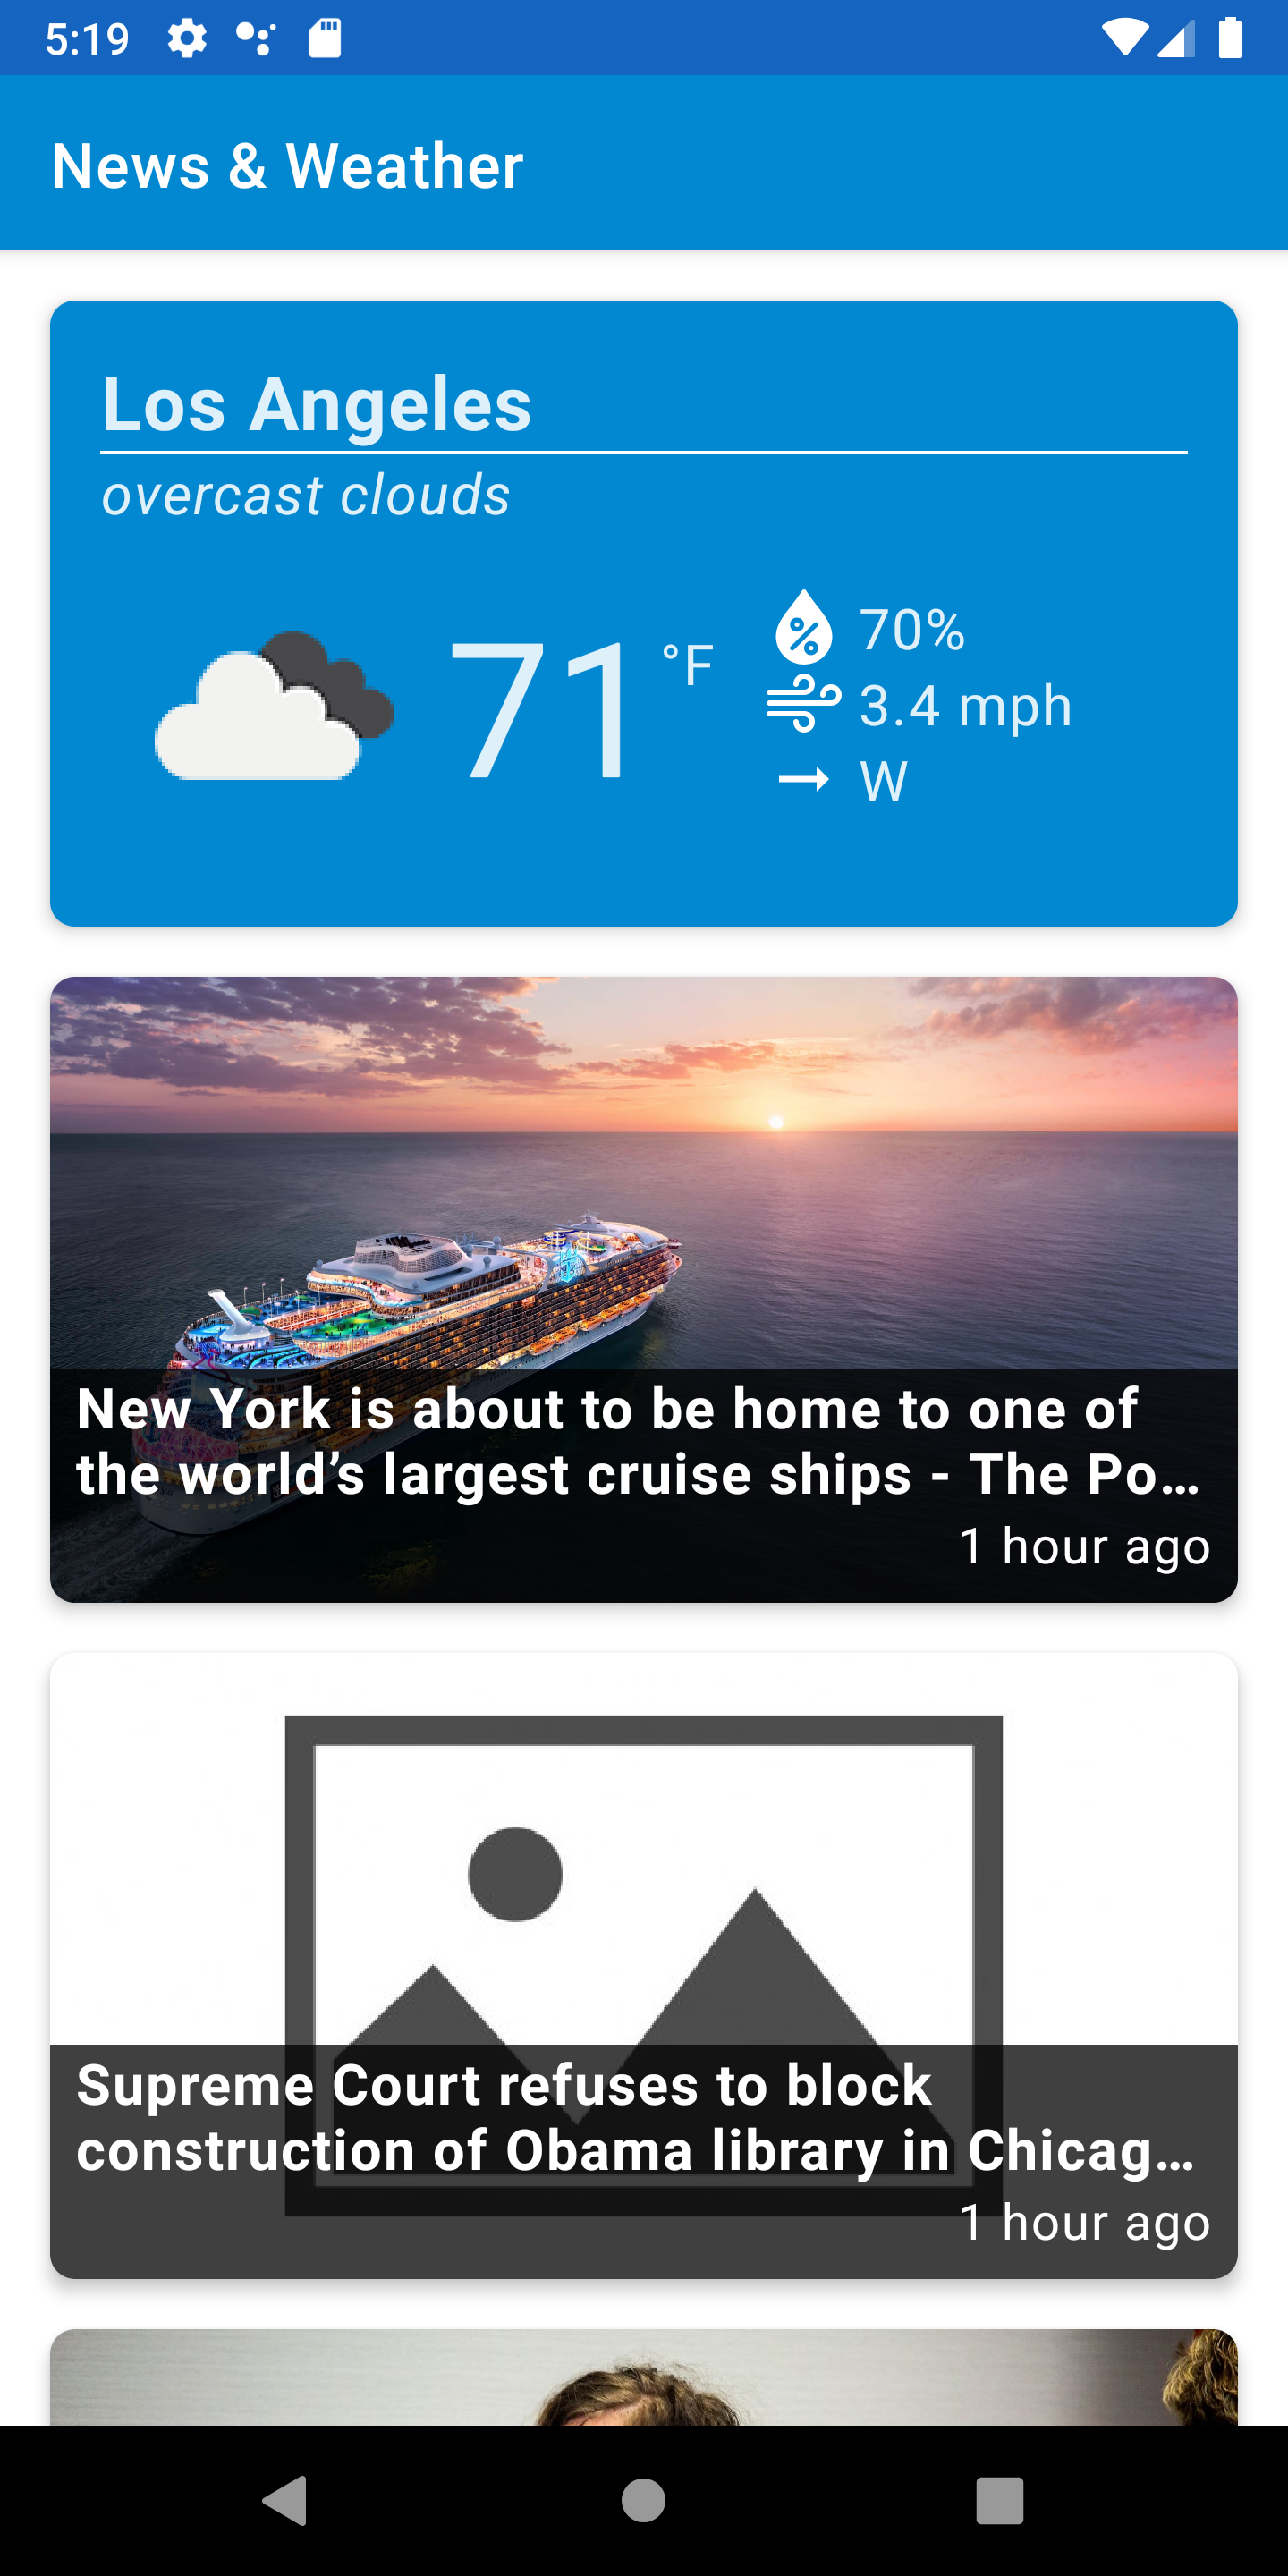 5:19
News & Weather
Los Angeles
overcast clouds
71 °F
70%
3.4 mph
W
New York is about to be home to one of
the world’s largest cruise ships - The Po…
1 hour ago
Supreme Court refuses to block
construction of Obama library in Chicag…
1 hour ago